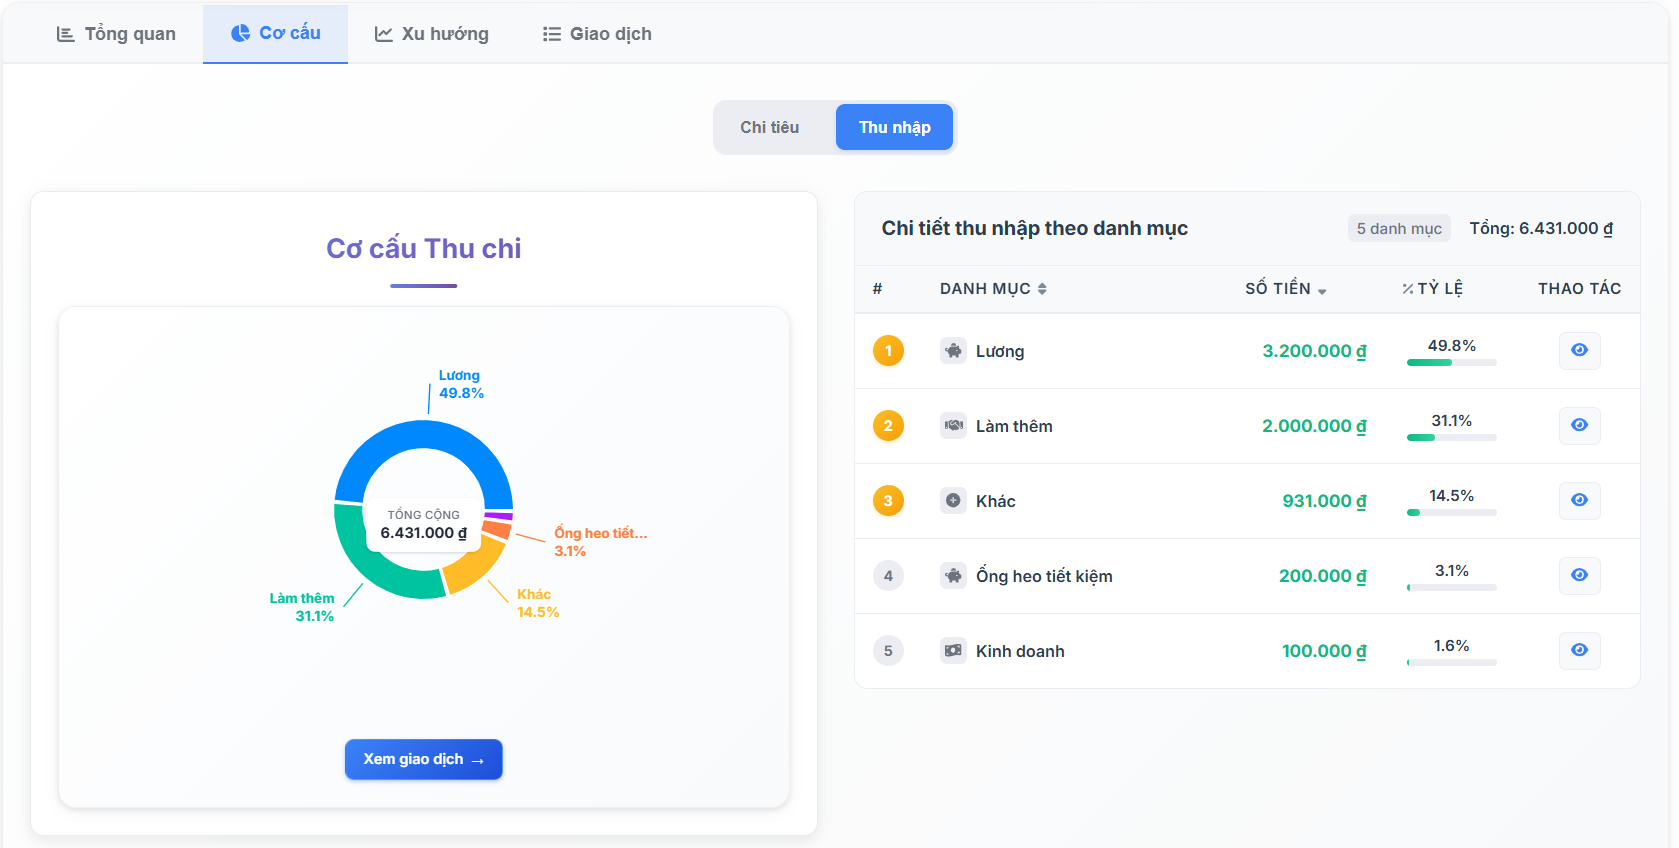 Tổng quan
Cơ cấu
Xu hướng
Giao dịch
Chi tiêu
Thu nhập
Cơ cấu Thu chi
Lương
49.8%
TỔNG CỘNG
6.431.000 ₫
Ống heo tiết...
3.1%
Khác
14.5%
Làm thêm
31.1%
Xem giao dịch →
Chi tiết thu nhập theo danh mục
5 danh mục
Tổng: 6.431.000 ₫
# DANH MỤC SỐ TIỀN TỶ LỆ THAO TÁC
1 Lương 3.200.000 ₫ 49.8%
2 Làm thêm 2.000.000 ₫ 31.1%
3 Khác 931.000 ₫ 14.5%
4 Ống heo tiết kiệm 200.000 ₫ 3.1%
5 Kinh doanh 100.000 ₫ 1.6%